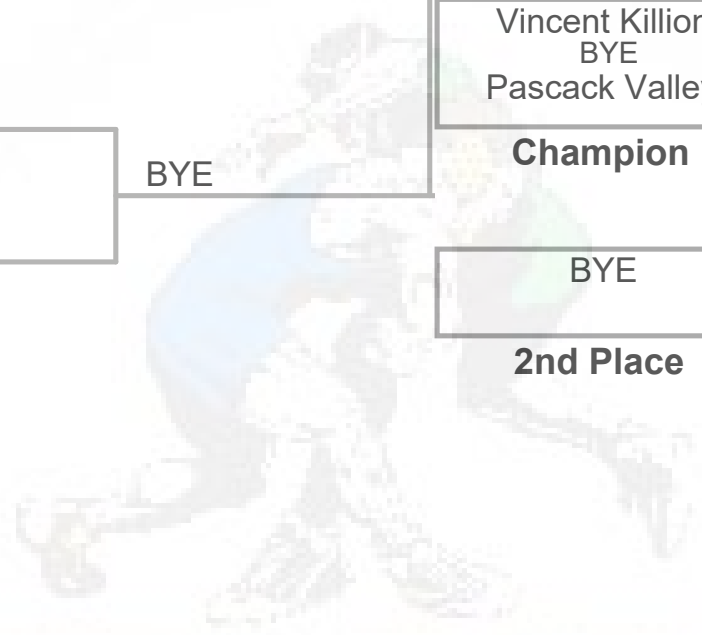 Vincent Killion
BYE
Pascack Valley
Champion
BYE
BYE
2nd Place